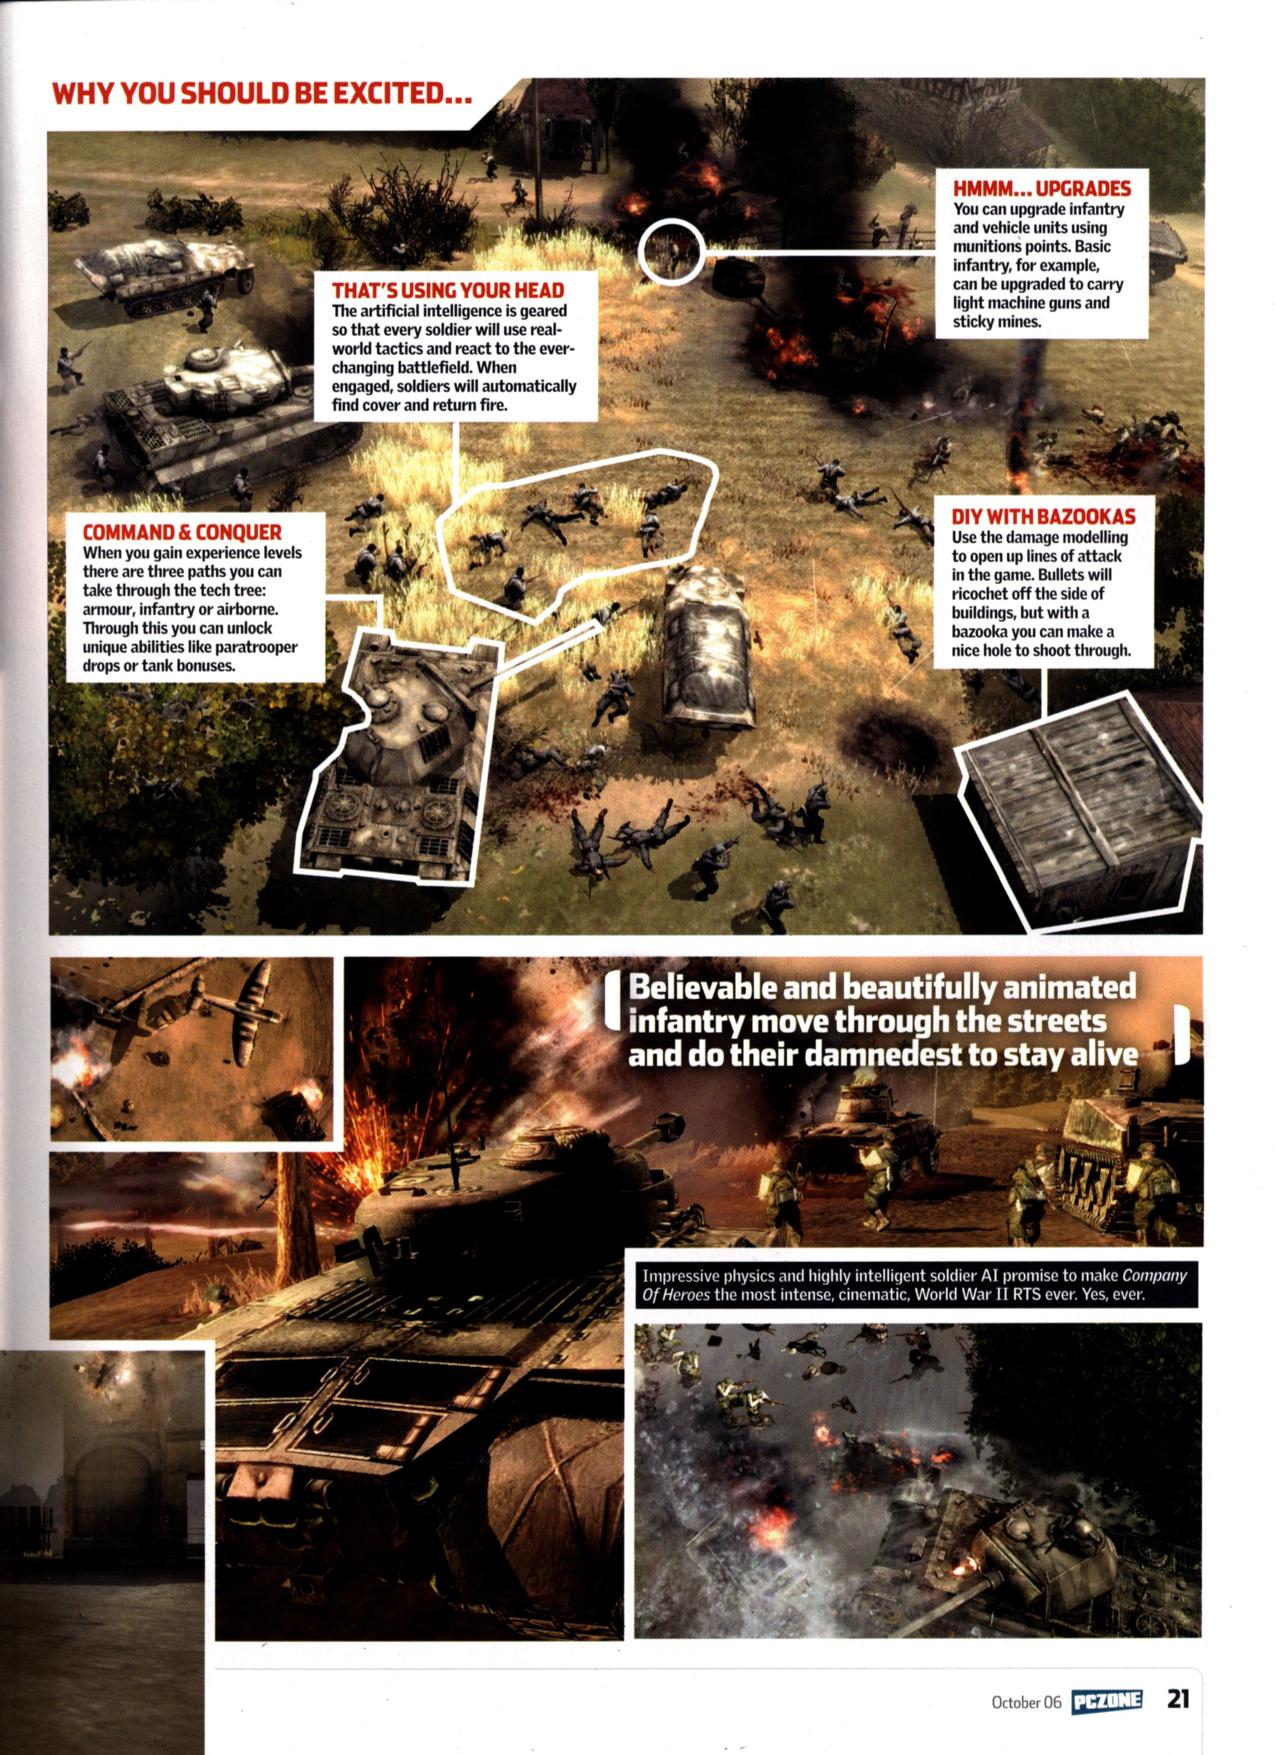 WHY YOU SHOULD BE EXCITED...
HMMM... UPGRADES
You can upgrade infantry
and vehicle units using
munitions points. Basic
infantry, for example,
can be upgraded to carry
light machine guns and
sticky mines.
THAT'S USING YOUR HEAD
The artificial intelligence is geared
so that every soldier will use real-
world tactics and react to the ever-
changing battlefield. When
engaged, soldiers will automatically
find cover and return fire.
COMMAND & CONQUER
When you gain experience levels
there are three paths you can
take through the tech tree:
armour, infantry or airborne.
Through this you can unlock
unique abilities like paratrooper
drops or tank bonuses.
DIY WITH BAZOOKAS
Use the damage modelling
to open up lines of attack
in the game. Bullets will
ricochet off the side of
buildings, but with a
bazooka you can make a
nice hole to shoot through.
Believable and beautifully animated
infantry move through the streets
and do their damnedest to stay alive
Impressive physics and highly intelligent soldier AI promise to make Company
Of Heroes the most intense, cinematic, World War II RTS ever. Yes, ever.
October 06 PCZONE 21